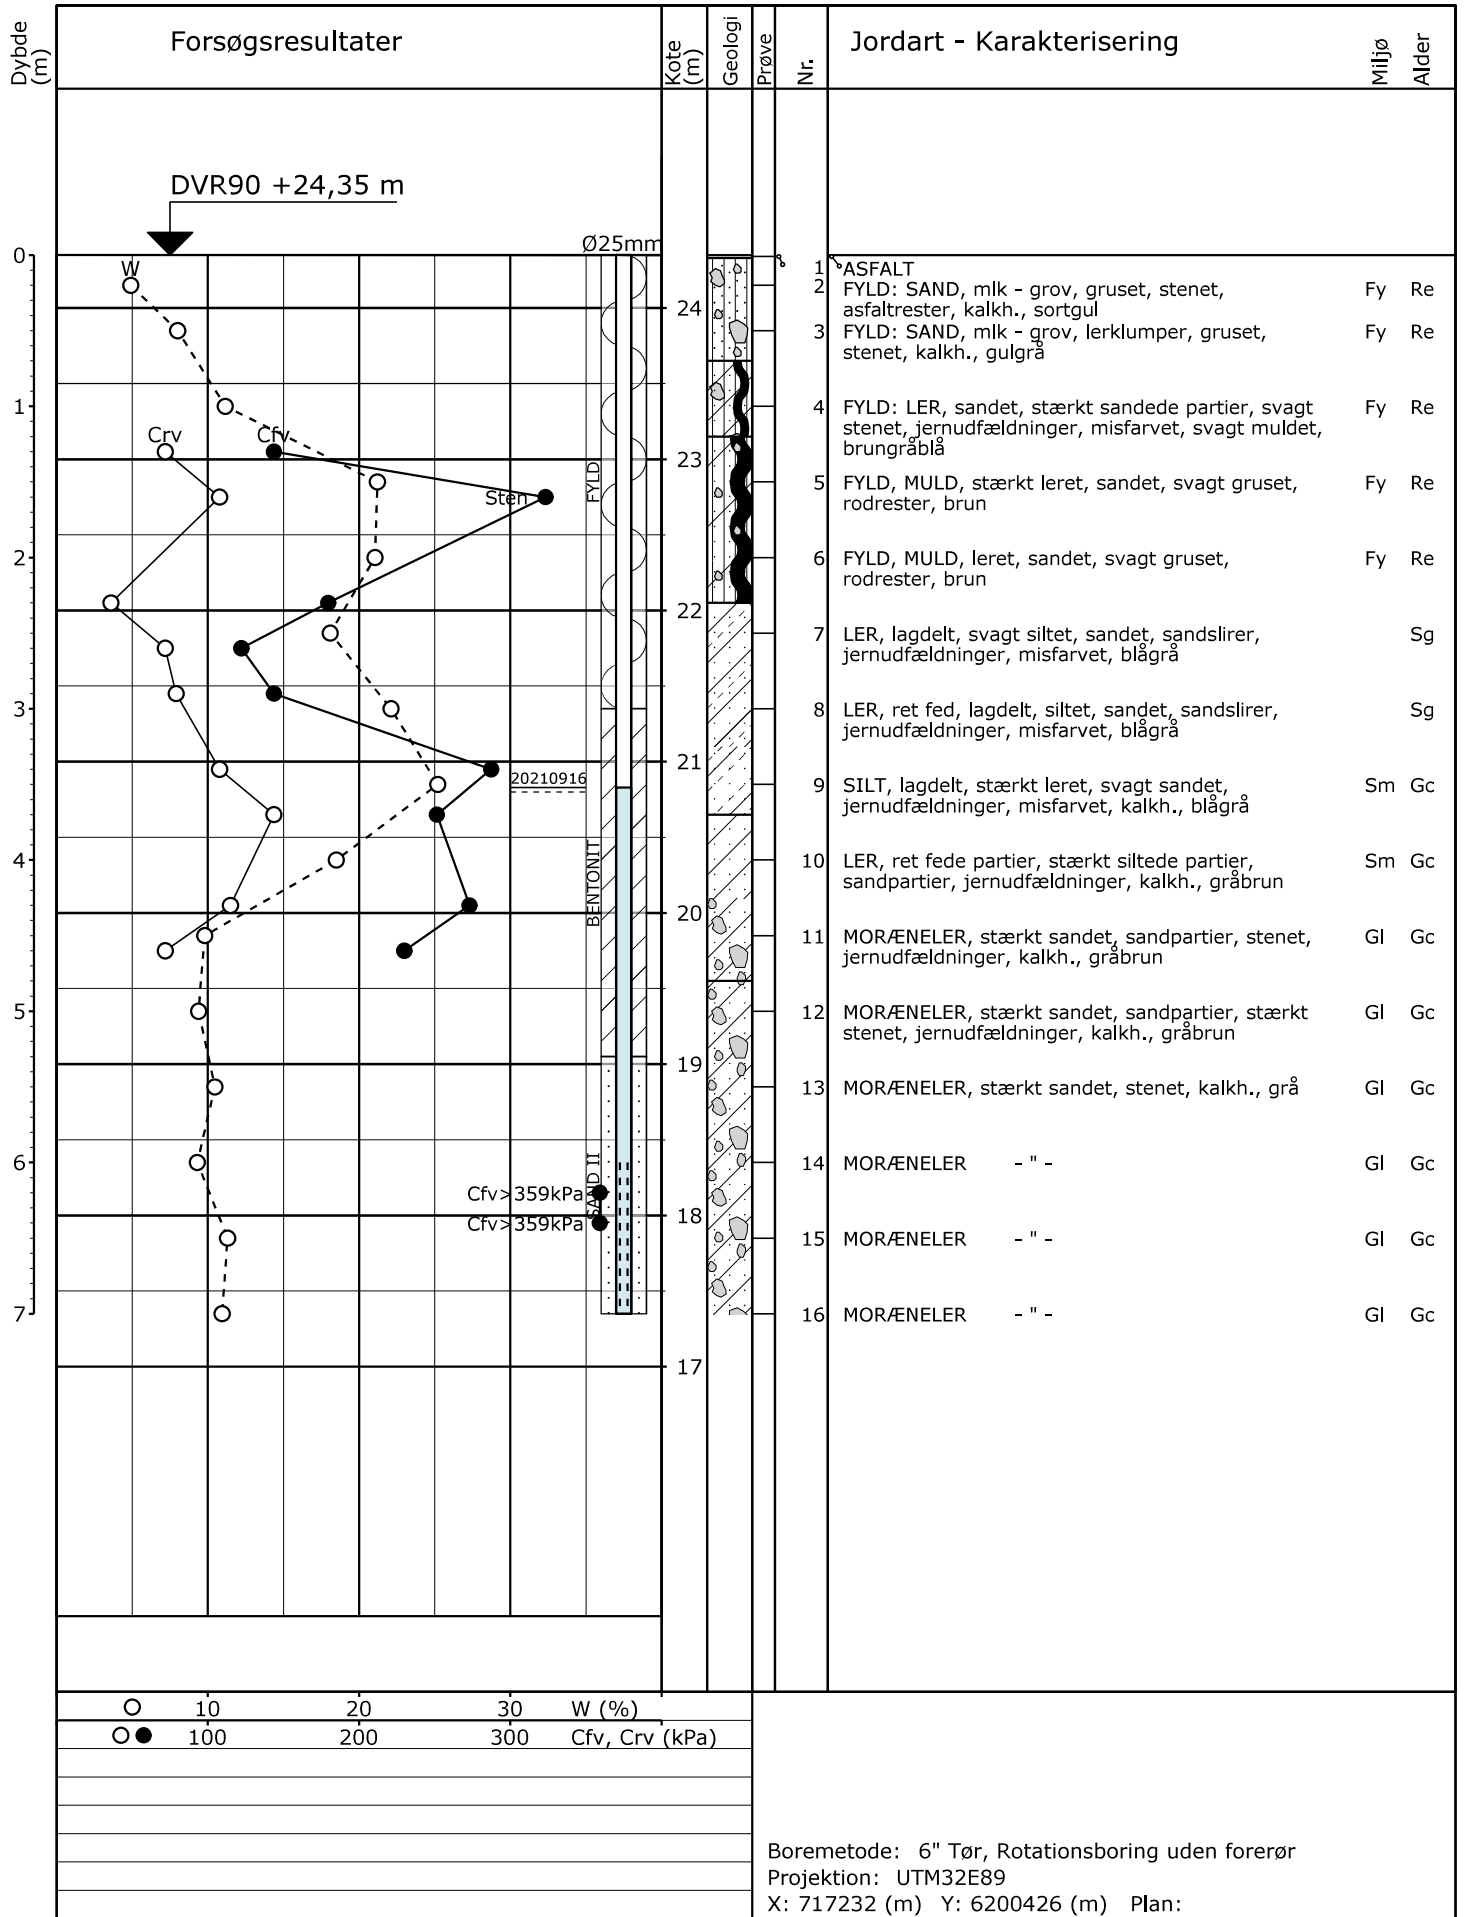 Dybde (m)
Forsøgsresultater
Kote (m)
Geologi
Prøve
Nr.
Jordart - Karakterisering
Miljø
Alder
DVR90 +24,35 m
Ø25mm
0
W
1 ASFALT
2 FYLD: SAND, mlk - grov, gruset, stenet, Fy Re
asfaltrester, kalkh., sortgul
24
3 FYLD: SAND, mlk - grov, lerklumper, gruset, Fy Re
stenet, kalkh., gulgrå
1
4 FYLD: LER, sandet, stærkt sandede partier, svagt Fy Re
stenet, jernudfældninger, misfarvet, svagt muldet,
brungråblå
Crv Cfv
23
FYLD
Sten
5 FYLD, MULD, stærkt leret, sandet, svagt gruset, Fy Re
rodrester, brun
2
6 FYLD, MULD, leret, sandet, svagt gruset, Fy Re
rodrester, brun
22
7 LER, lagdelt, svagt siltet, sandet, sandslirer, Sg
jernudfældninger, misfarvet, blågrå
3
8 LER, ret fed, lagdelt, siltet, sandet, sandslirer, Sg
jernudfældninger, misfarvet, blågrå
21
20210916
9 SILT, lagdelt, stærkt leret, svagt sandet, Sm Gc
jernudfældninger, misfarvet, kalkh., blågrå
4
BENTONIT
10 LER, ret fede partier, stærkt siltede partier, Sm Gc
sandpartier, jernudfældninger, kalkh., gråbrun
20
11 MORÆNELER, stærkt sandet, sandpartier, stenet, Gl Gc
jernudfældninger, kalkh., gråbrun
5
12 MORÆNELER, stærkt sandet, sandpartier, stærkt Gl Gc
stenet, jernudfældninger, kalkh., gråbrun
19
13 MORÆNELER, stærkt sandet, stenet, kalkh., grå Gl Gc
6
SAND II
14 MORÆNELER - " - Gl Gc
Cfv>359kPa
18
Cfv>359kPa
15 MORÆNELER - " - Gl Gc
7
16 MORÆNELER - " - Gl Gc
17
10 20 30 W (%)
100 200 300 Cfv, Crv (kPa)
Boremetode: 6" Tør, Rotationsboring uden forerør
Projektion: UTM32E89
X: 717232 (m) Y: 6200426 (m) Plan: